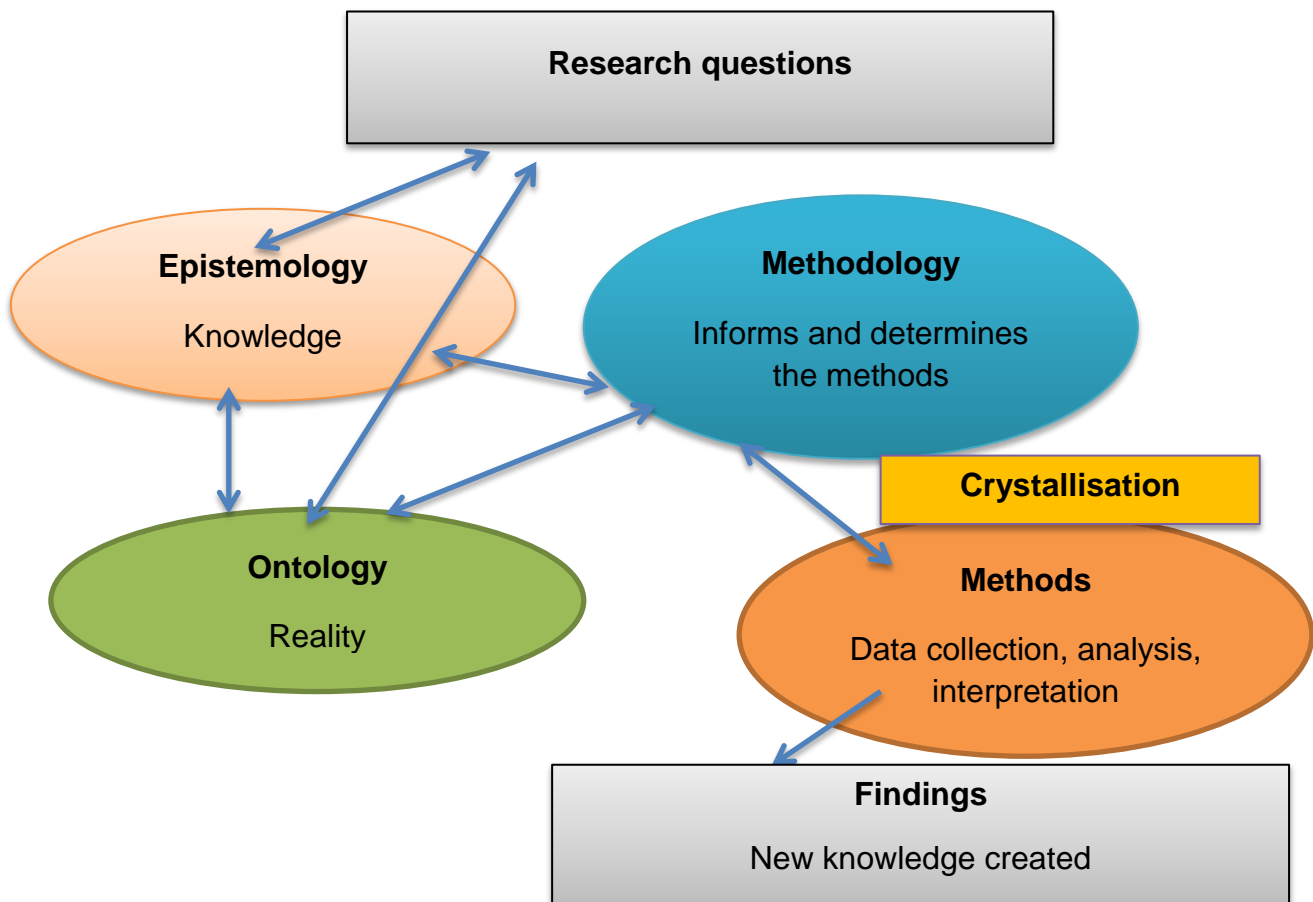 Research questions
Epistemology
Knowledge
Methodology
Informs and determines
the methods
Ontology
Reality
Crystallisation
Methods
Data collection, analysis,
interpretation
Findings
New knowledge created